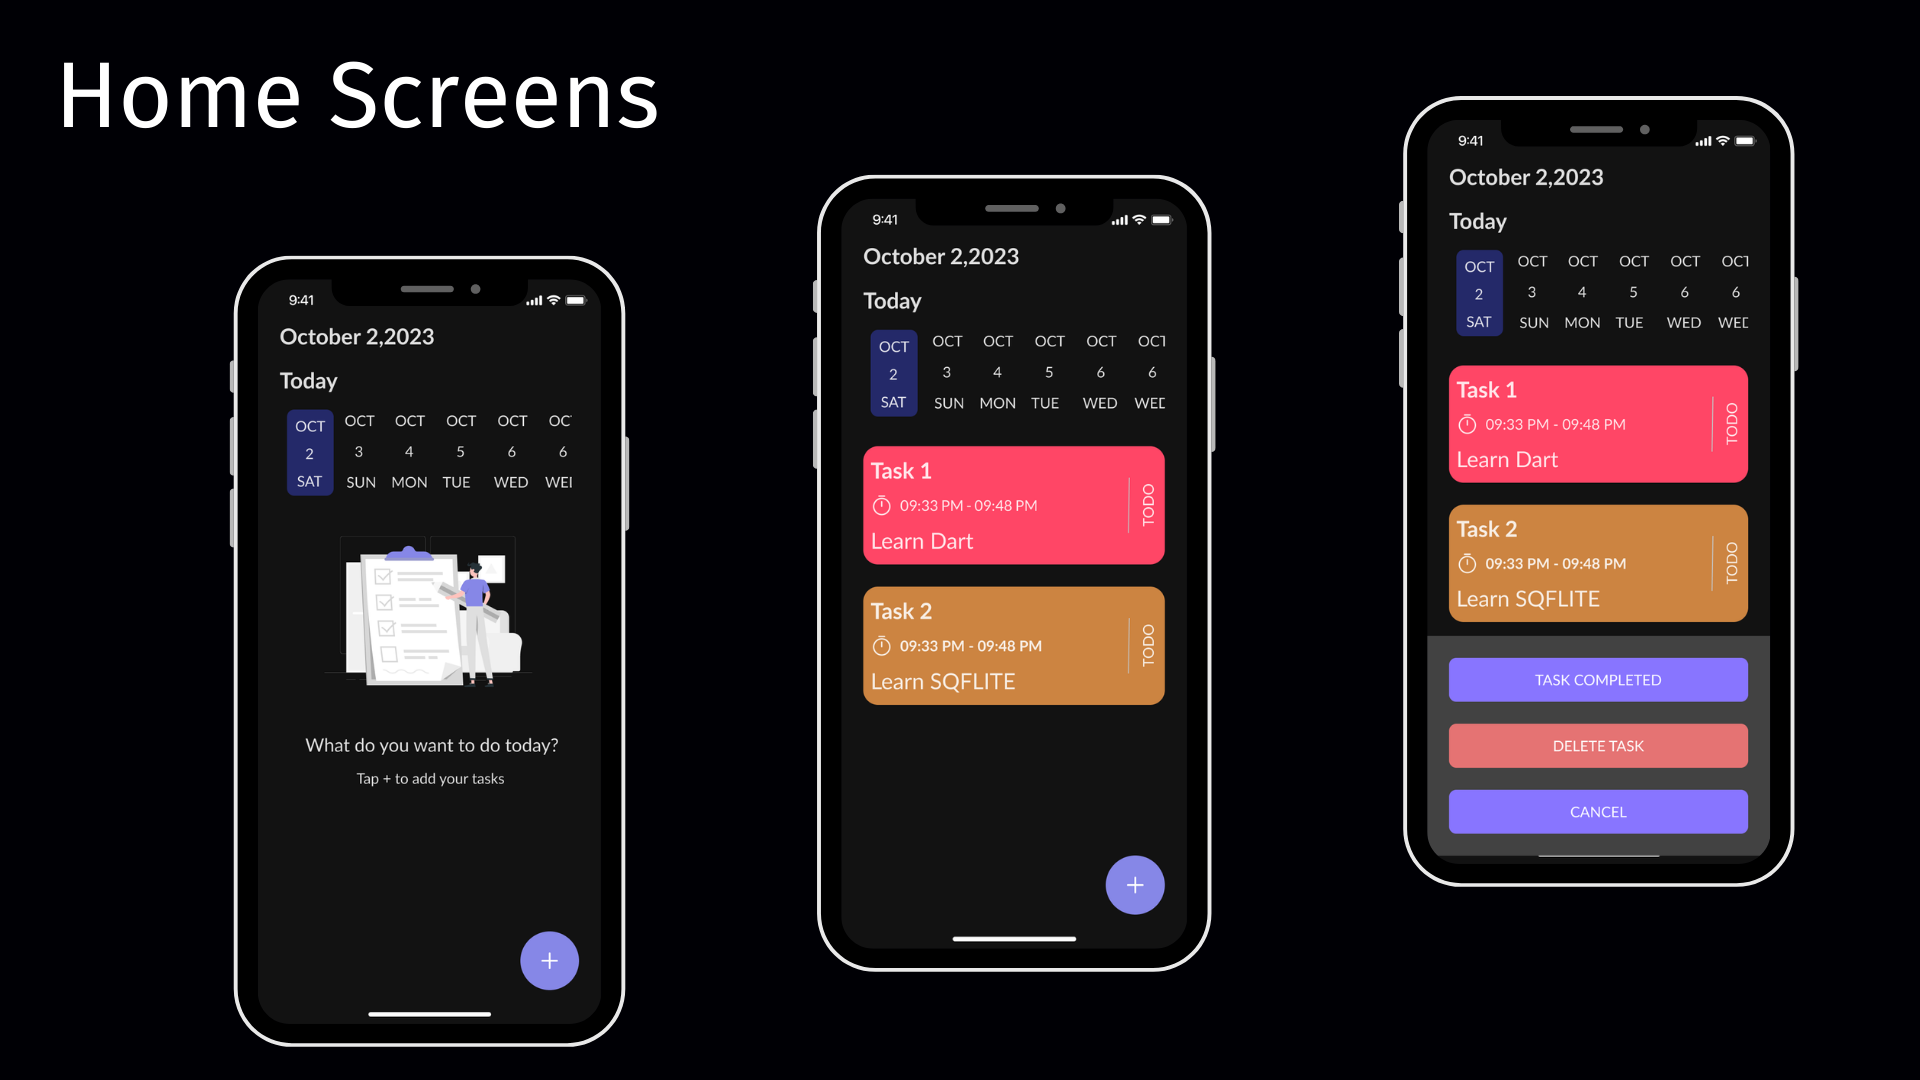 Home Screens
9:41
October 2,2023
Today
OCT OCT OCT OCT OCT OC
2 3 4 5 6 6
SAT SUN MON TUE WED WE
What do you want to do today?
Tap + to add your tasks
+
9:41
October 2,2023
Today
OCT OCT OCT OCT OCT OCT
2 3 4 5 6 6
SAT SUN MON TUE WED WED
Task 1
09:33 PM - 09:48 PM
Learn Dart
TODO
Task 2
09:33 PM - 09:48 PM
Learn SQFLITE
TODO
+
9:41
October 2,2023
Today
OCT OCT OCT OCT OCT OCT
2 3 4 5 6 6
SAT SUN MON TUE WED WED
Task 1
09:33 PM - 09:48 PM
Learn Dart
TODO
Task 2
09:33 PM - 09:48 PM
Learn SQFLITE
TODO
TASK COMPLETED
DELETE TASK
CANCEL